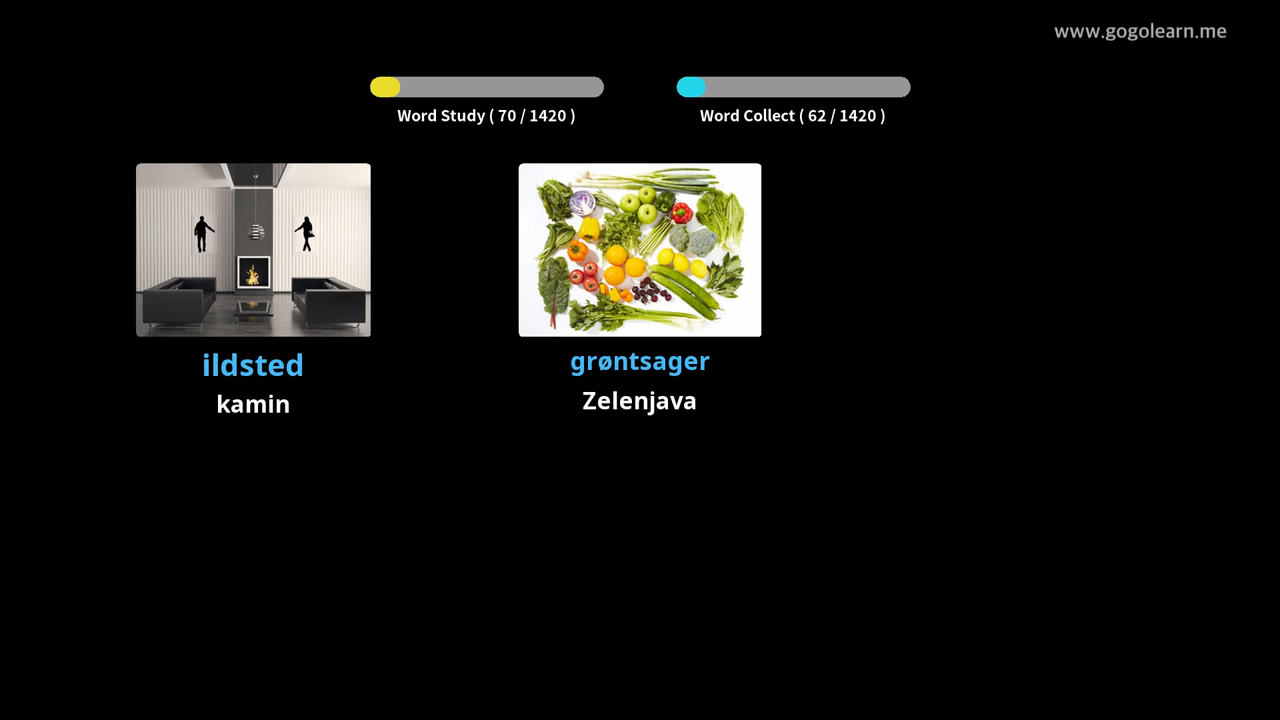 www.gogolearn.me
Word Study ( 70 / 1420 )
Word Collect ( 62 / 1420 )
ildsted
kamin
grøntsager
Zelenjava